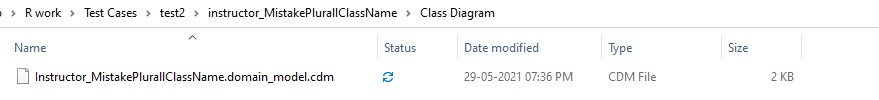 R work > Test Cases > test2 > instructor_MistakePlurallClassName > Class Diagram
Name Status Date modified Type Size
Instructor_MistakePlurallClassName.domain_model.cdm 29-05-2021 07:36 PM CDM File 2 KB